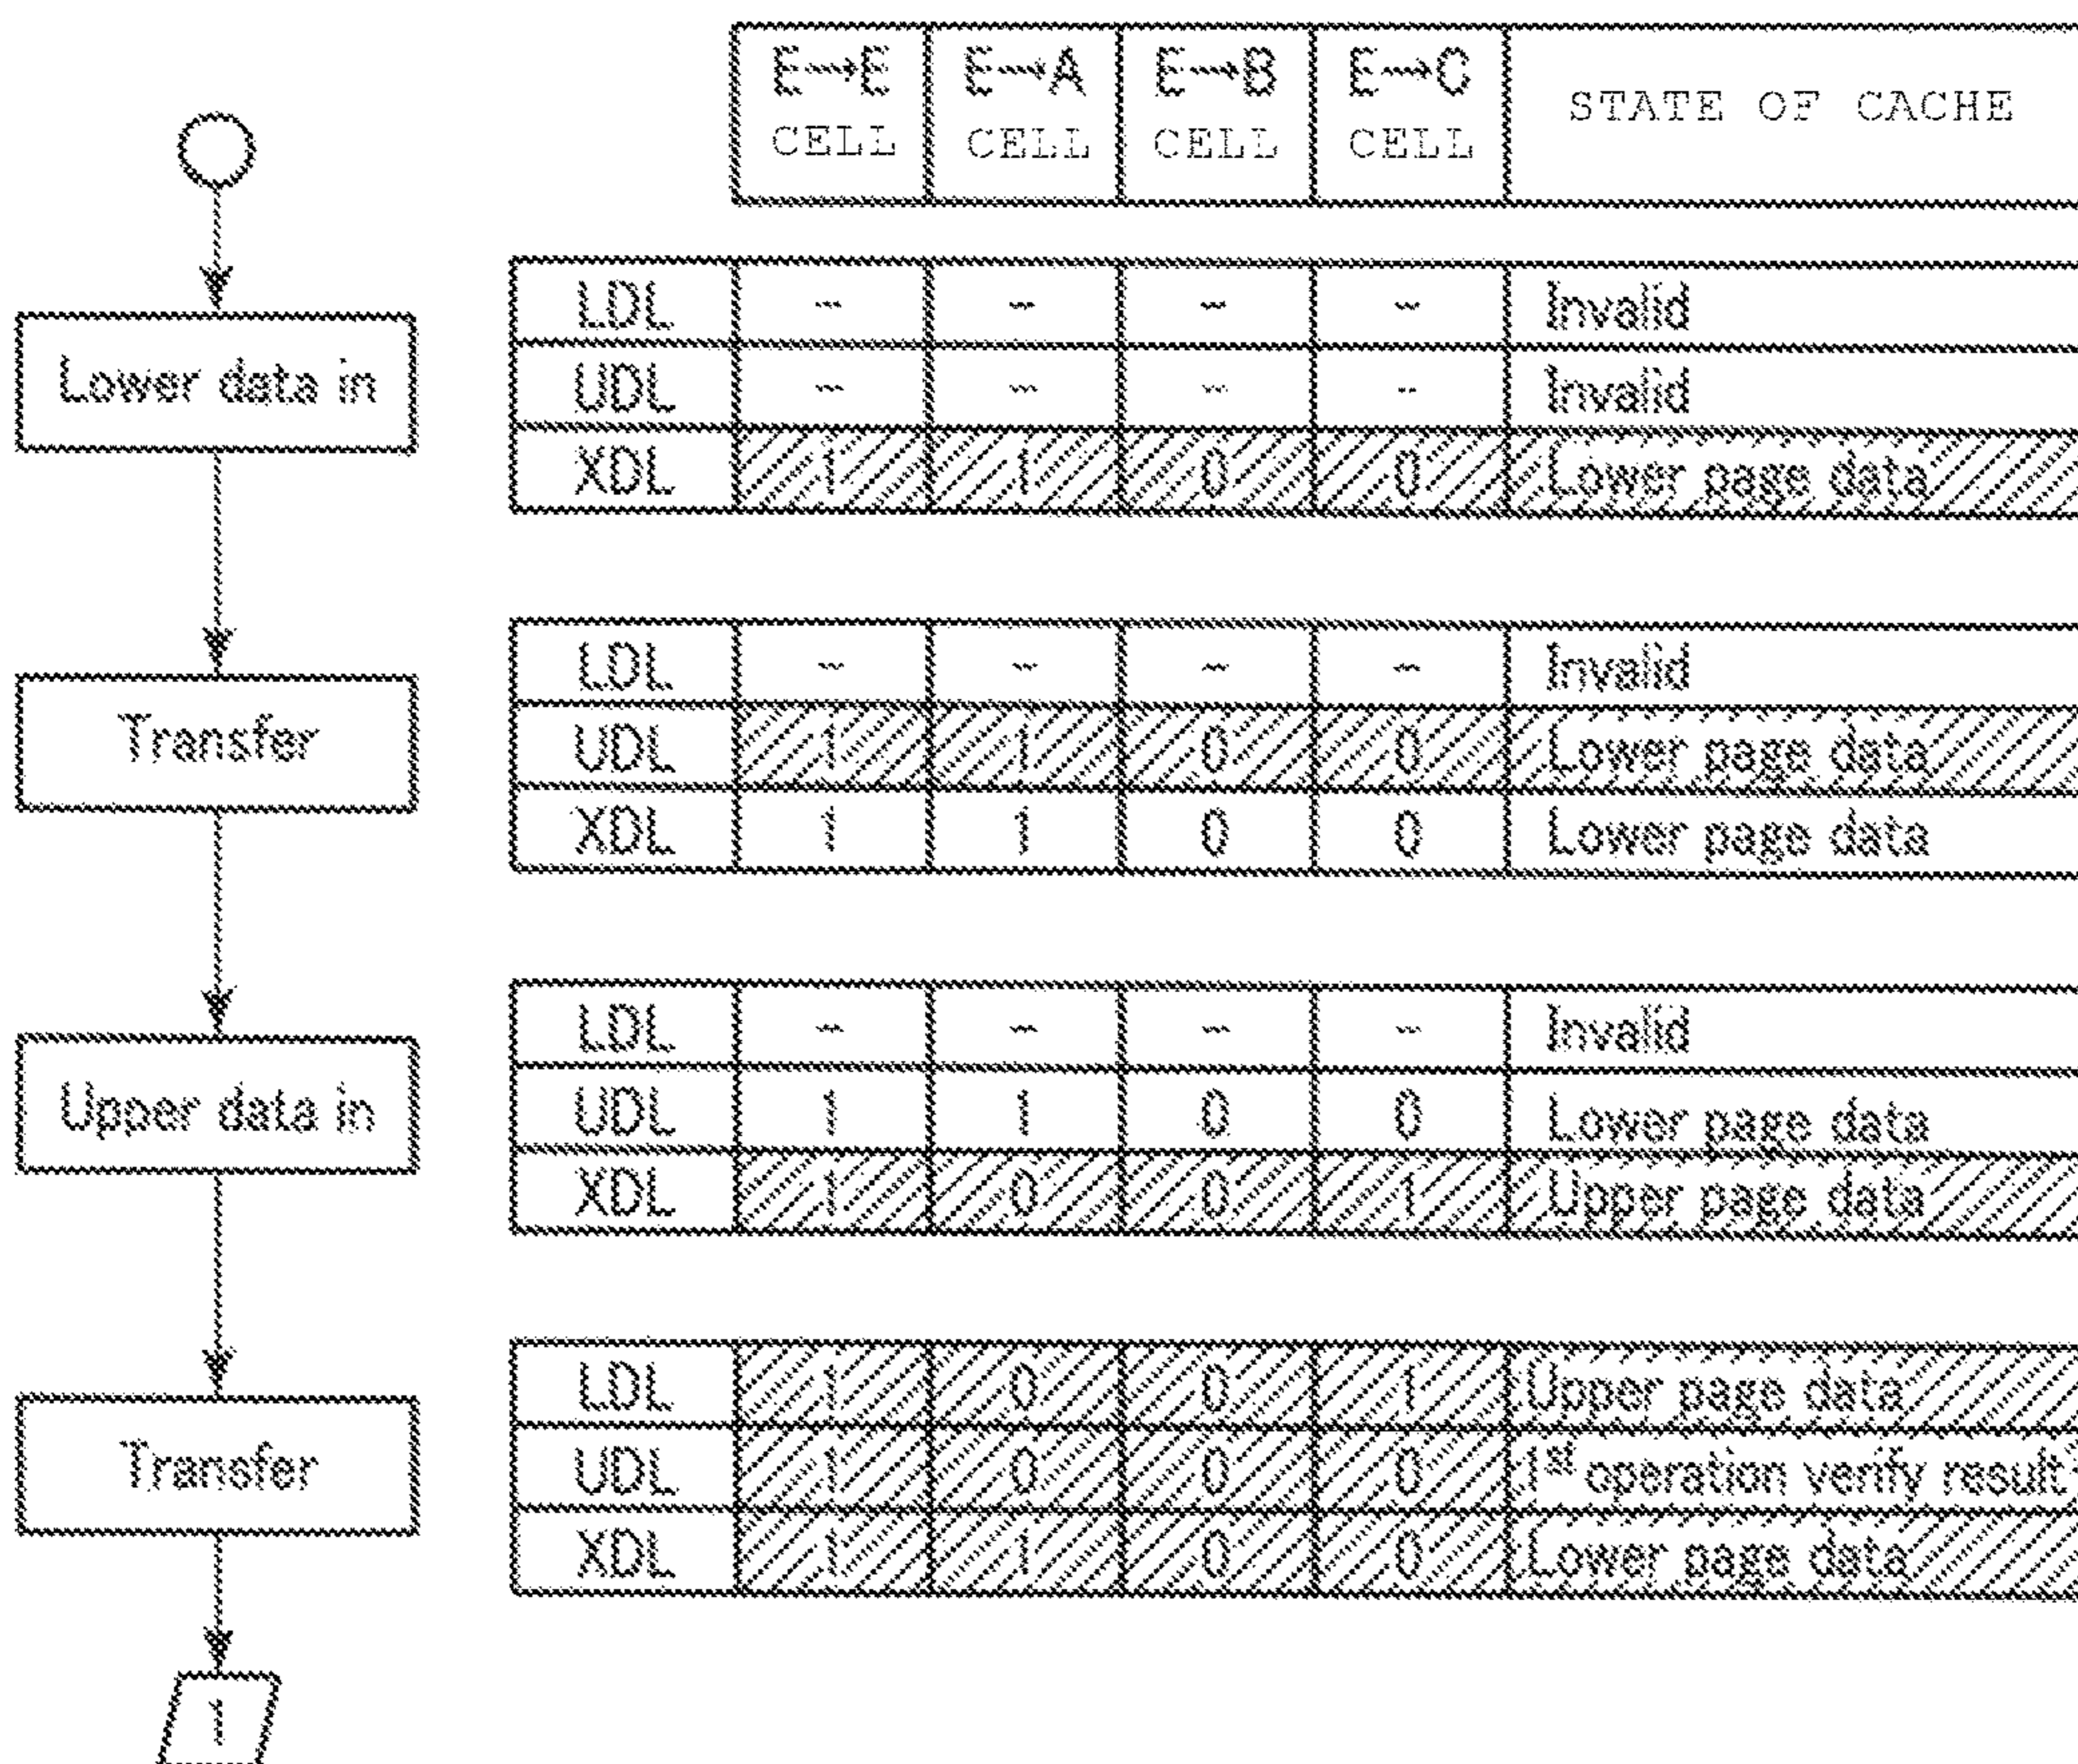 E→E E→A E→B E→C STATE OF CACHE
CELL CELL CELL CELL
Lower data in
LDL - - - - Invalid
UDL - - - - Invalid
XDL 1 1 0 0 Lower page data
Transfer
LDL - - - - Invalid
UDL 1 1 0 0 Lower page data
XDL 1 1 0 0 Lower page data
Upper data in
LDL - - - - Invalid
UDL 1 1 0 0 Lower page data
XDL 1 0 0 1 Upper page data
Transfer
LDL 1 0 0 1 Upper page data
UDL 1 0 0 0 1st operation verify result
XDL 1 1 0 0 Lower page data
1